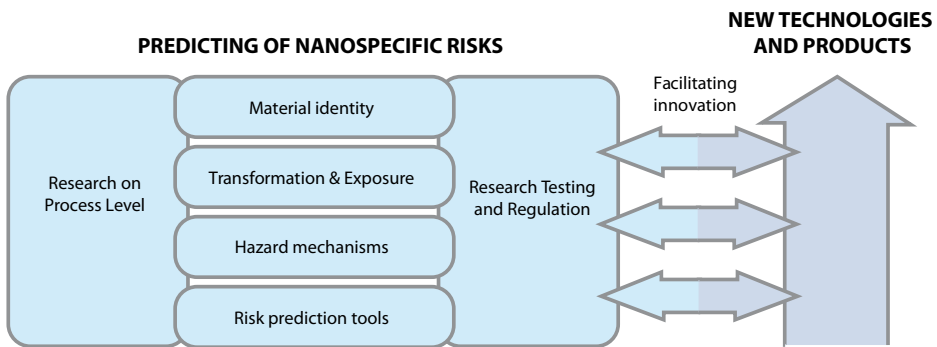 PREDICTING OF NANOSPECIFIC RISKS
NEW TECHNOLOGIES
AND PRODUCTS
Research on
Process Level
Material identity
Transformation & Exposure
Hazard mechanisms
Risk prediction tools
Research Testing
and Regulation
Facilitating
innovation